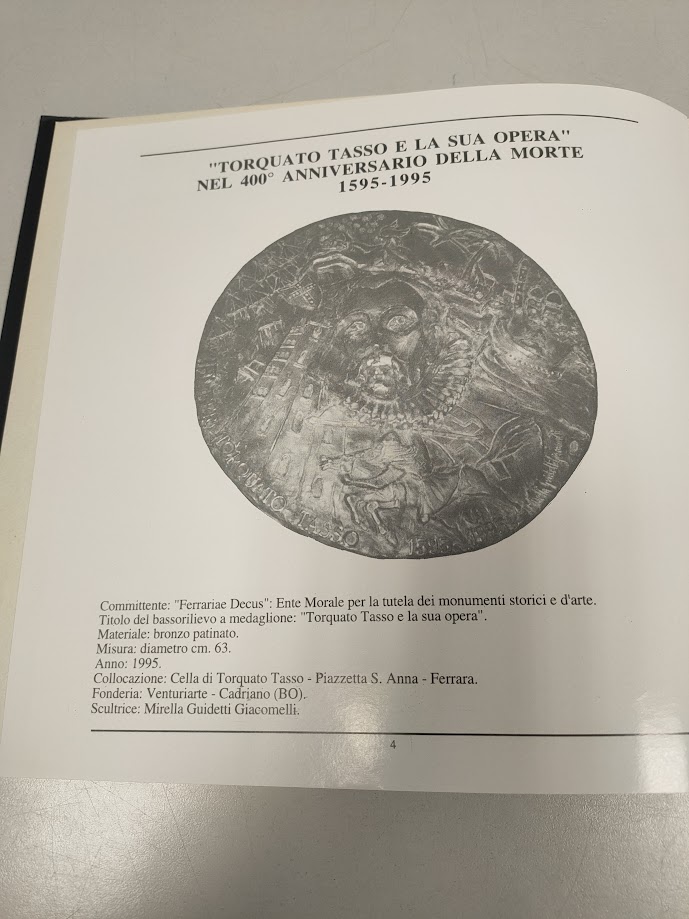 "TORQUATO TASSO E LA SUA OPERA"
NEL 400° ANNIVERSARIO DELLA MORTE
1595-1995
TORQUATO TASSO
1595
Committente: "Ferrariae Decus": Ente Morale per la tutela dei monumenti storici e d'arte.
Titolo del bassorilievo a medaglione: "Torquato Tasso e la sua opera".
Materiale: bronzo patinato.
Misura: diametro cm. 63.
Anno: 1995.
Collocazione: Cella di Torquato Tasso - Piazzetta S. Anna - Ferrara.
Fonderia: Venturiarte - Cadriano (BO).
Scultrice: Mirella Guidetti Giacomelli.
4